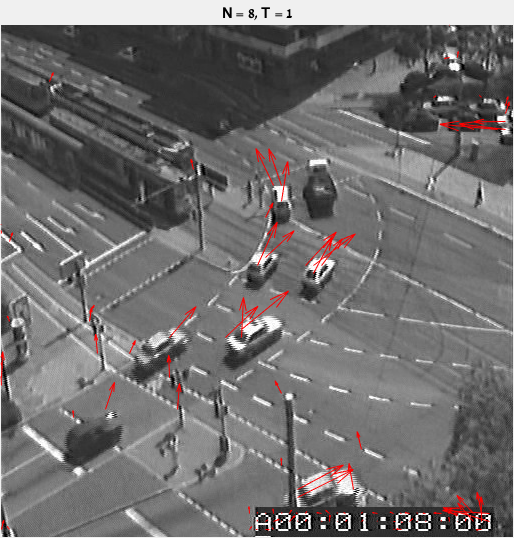 N = 8, T = 1
A00:01:08:00